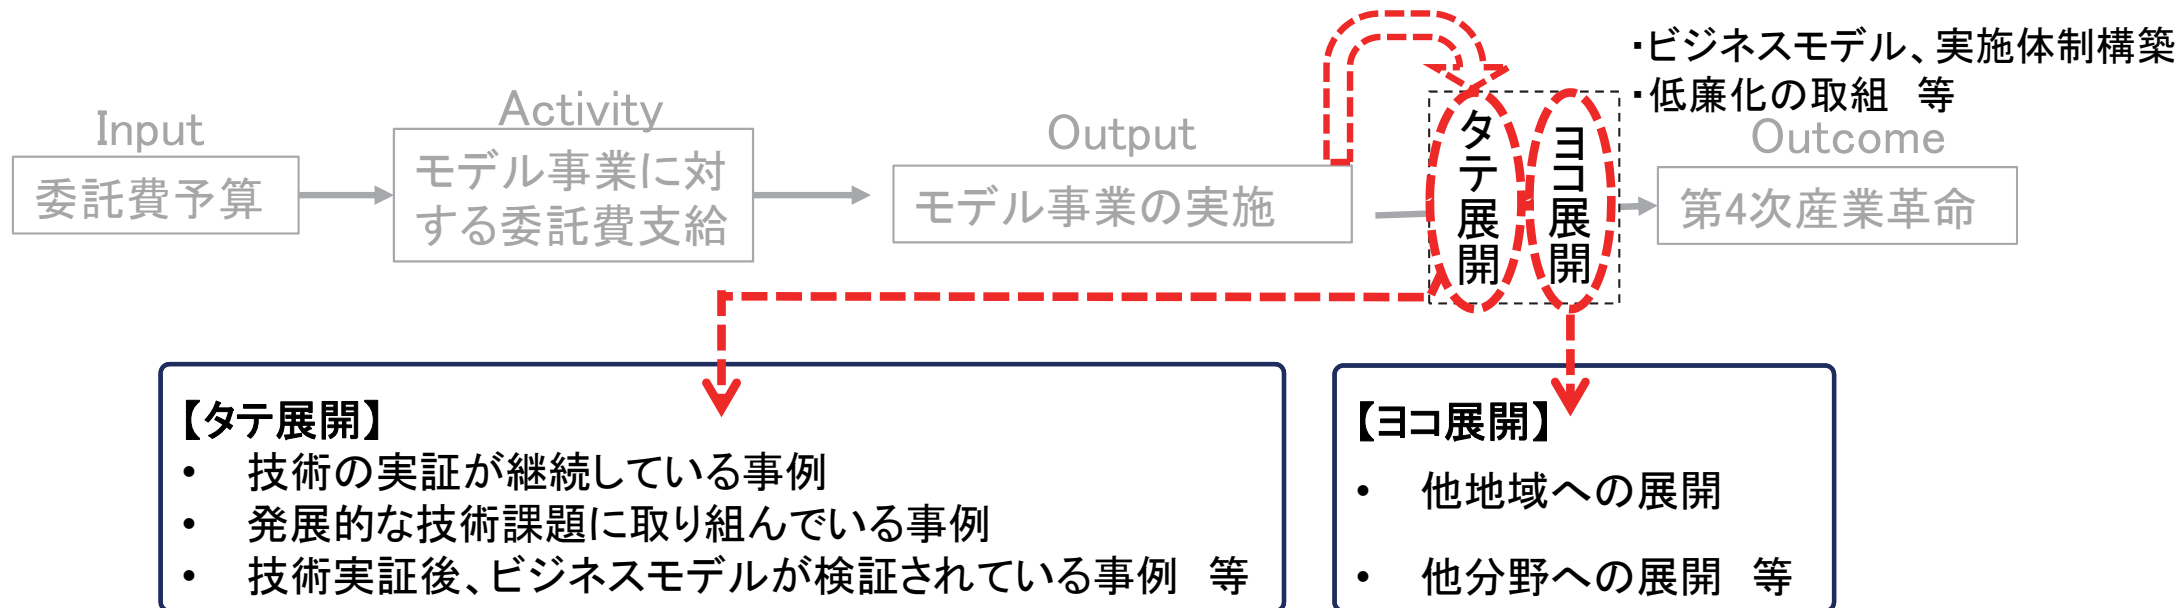 Input
委託費予算
Activity
モデル事業に対
する委託費支給
Output
モデル事業の実施
タテ展開
ヨコ展開
・ビジネスモデル、実施体制構築
・低廉化の取組　等
Outcome
第4次産業革命
【タテ展開】
• 技術の実証が継続している事例
• 発展的な技術課題に取り組んでいる事例
• 技術実証後、ビジネスモデルが検証されている事例　等
【ヨコ展開】
• 他地域への展開
• 他分野への展開　等